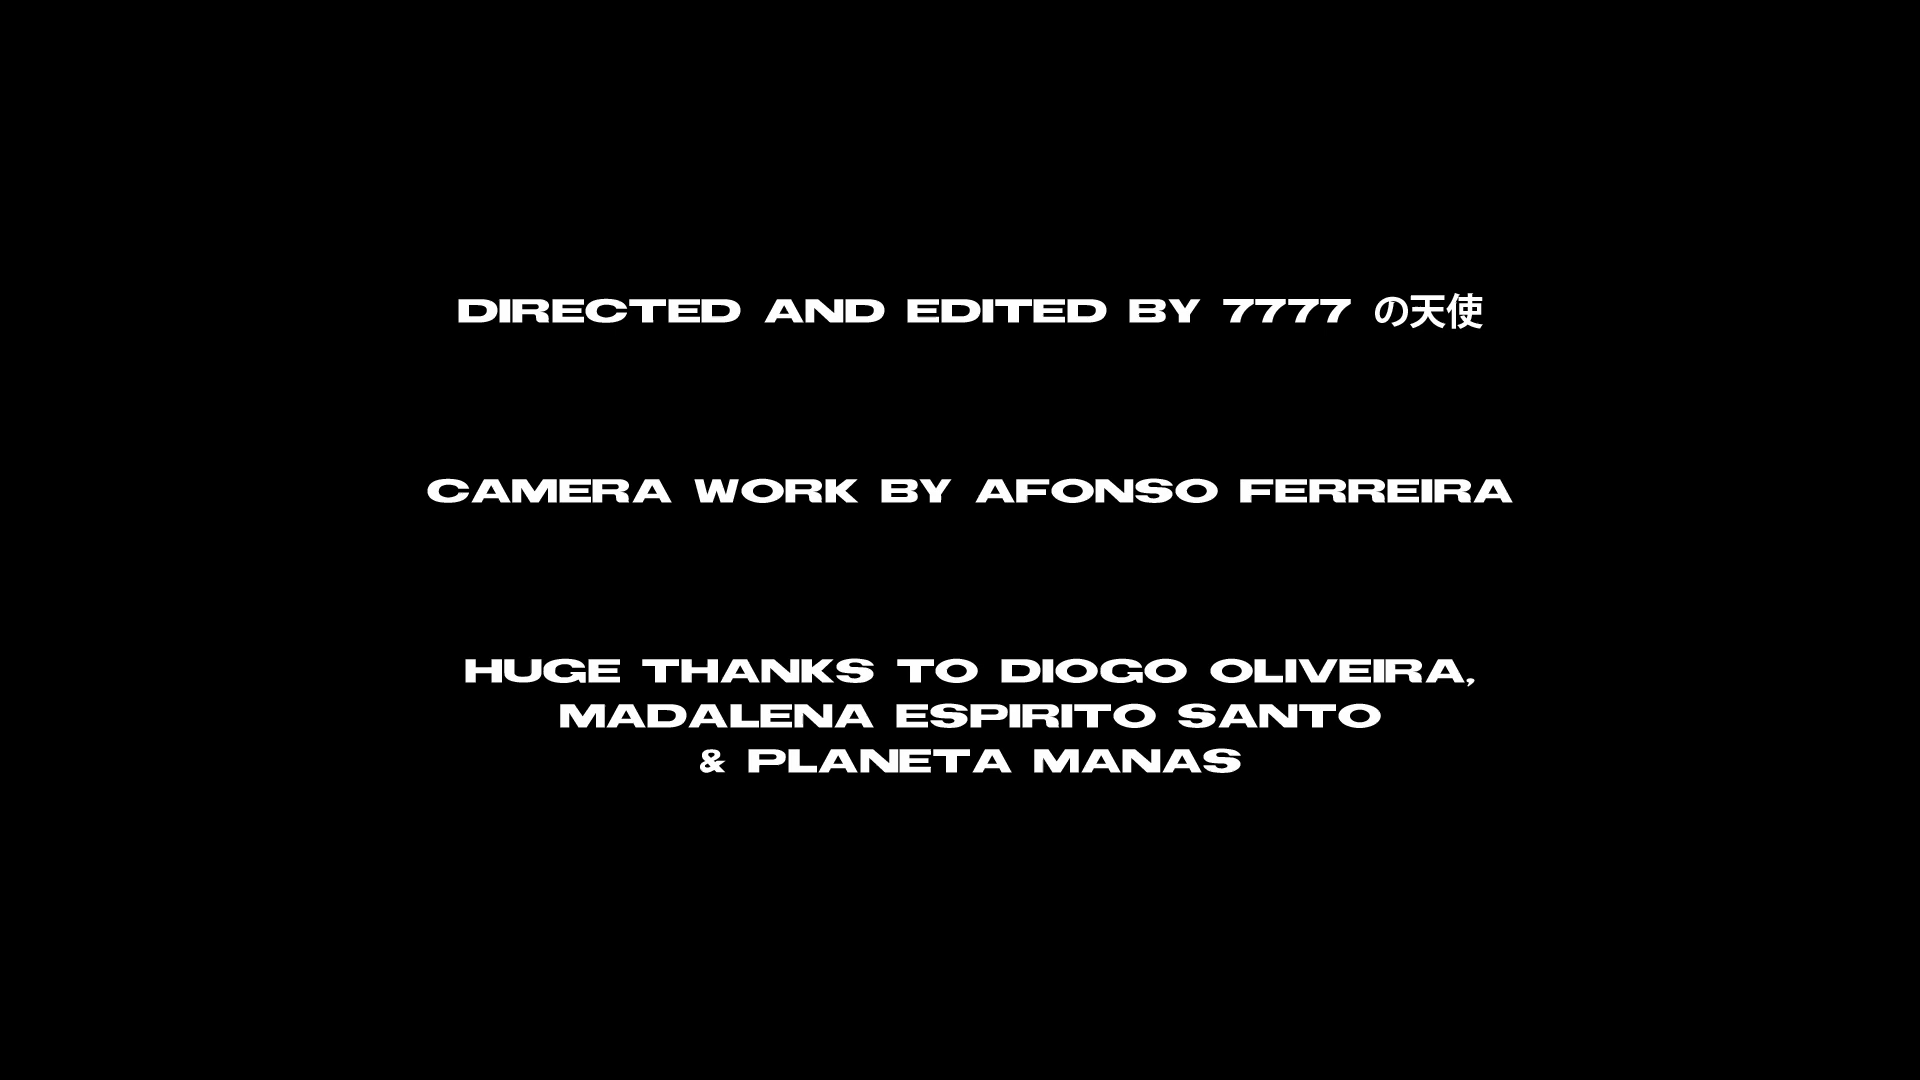 DIRECTED AND EDITED BY 7777 の天使
CAMERA WORK BY AFONSO FERREIRA
HUGE THANKS TO DIOGO OLIVEIRA,
MADALENA ESPIRITO SANTO
& PLANETA MANAS